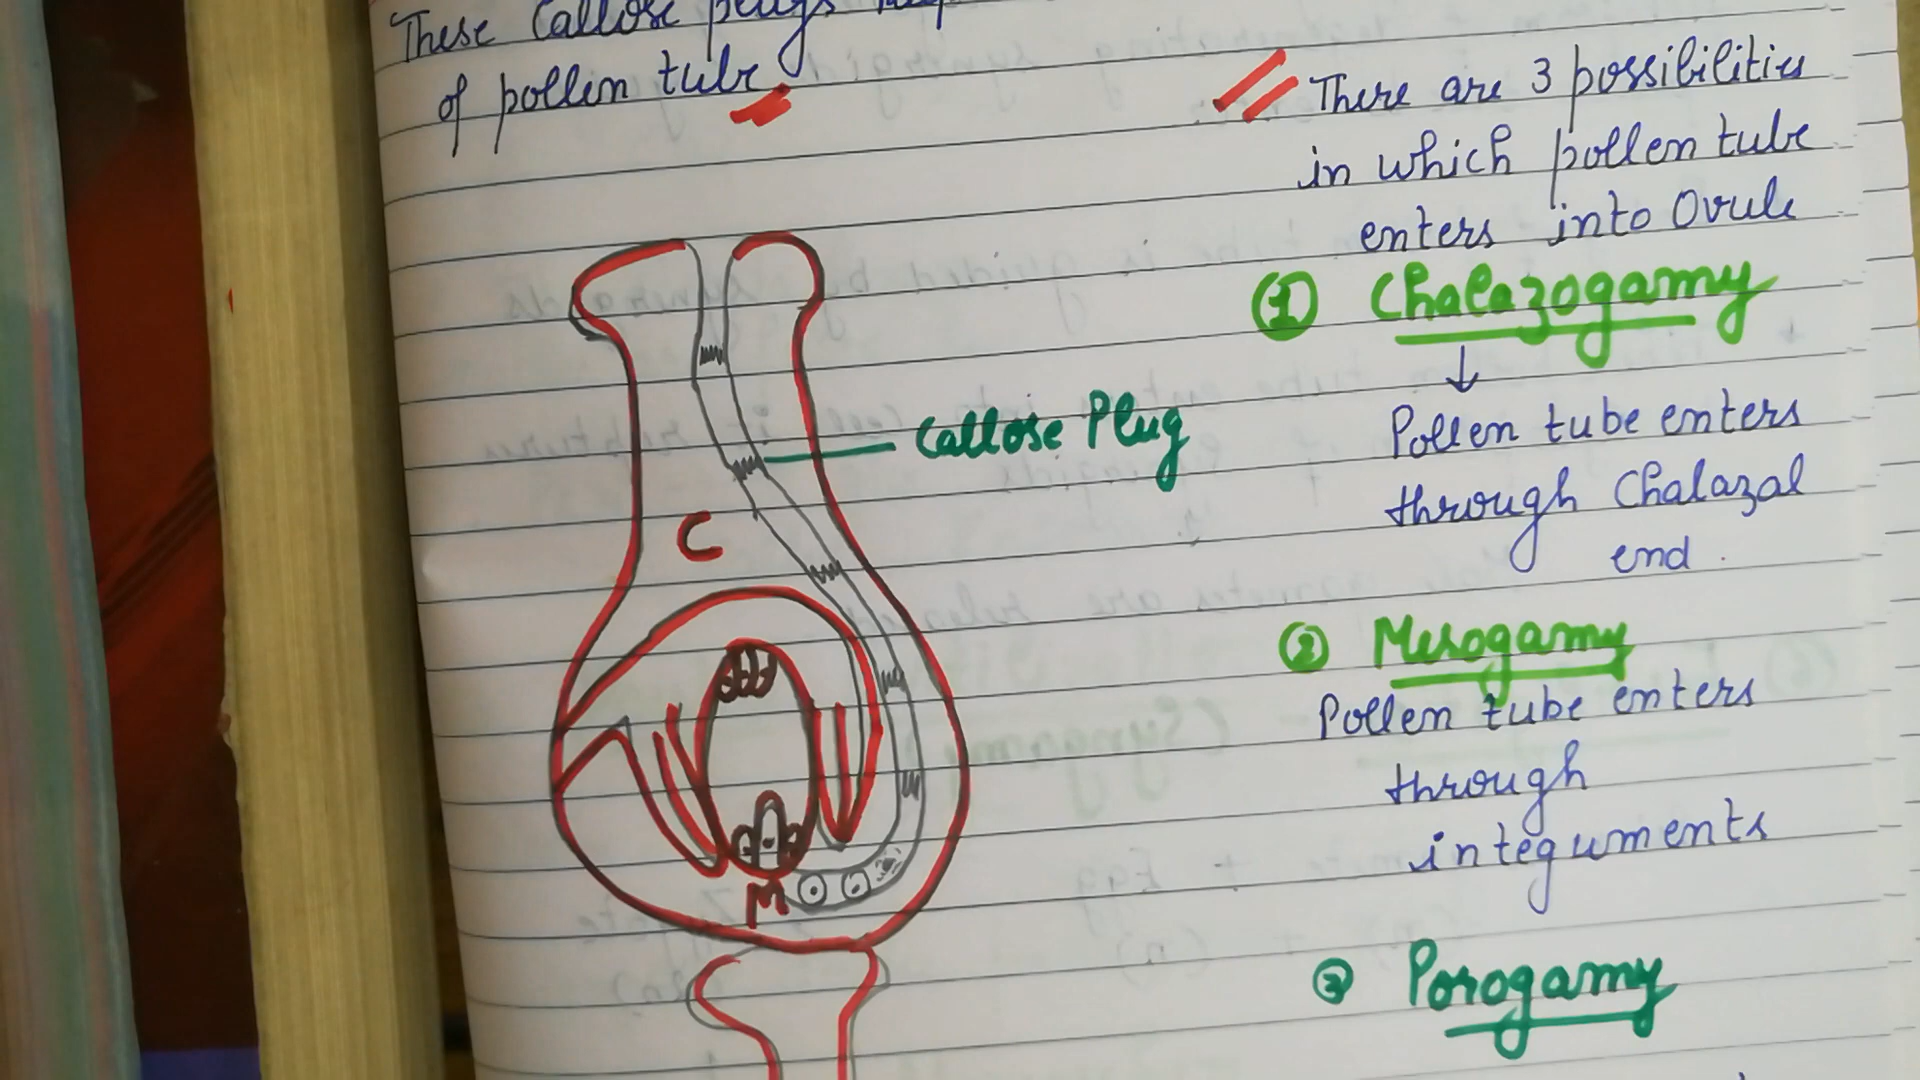 These Callose plugs
of pollen tube
There are 3 possibilities
in which pollen tube
enters into Ovule
① Chalazogamy
↓
Pollen tube enters
through Chalazal
end.
② Mesogamy
Pollen tube enters
through
integuments
③ Porogamy
Callose Plug
C
M